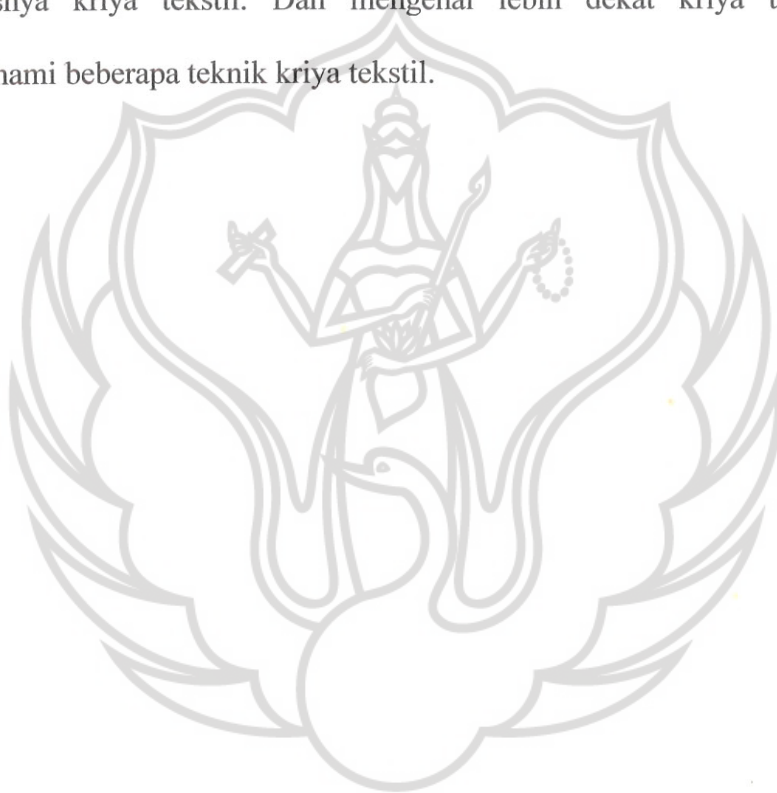 kriya tekstil. Dan mengenal lebih dekat kriya
beberapa teknik kriya tekstil.